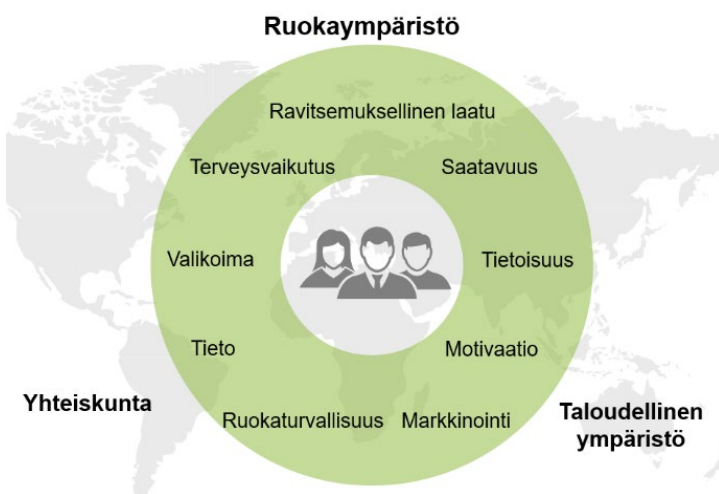 Ruokaympäristö
Ravitsemuksellinen laatu
Terveysvaikutus
Saatavuus
Valikoima
Tietoisuus
Tieto
Motivaatio
Yhteiskunta
Ruokaturvallisuus
Markkinointi
Taloudellinen
ympäristö